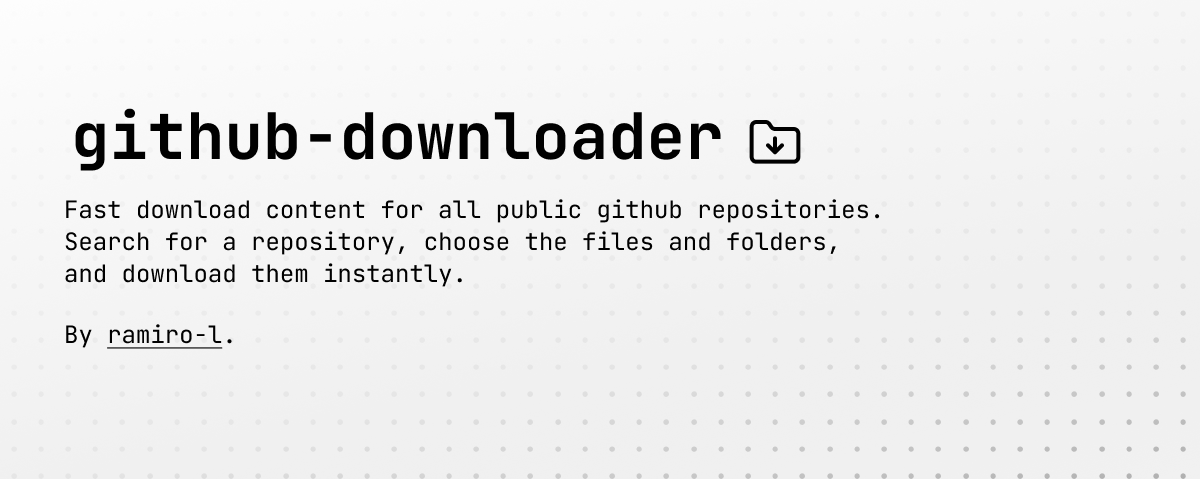 github-downloader
Fast download content for all public github repositories.
Search for a repository, choose the files and folders,
and download them instantly.
By ramiro-l.